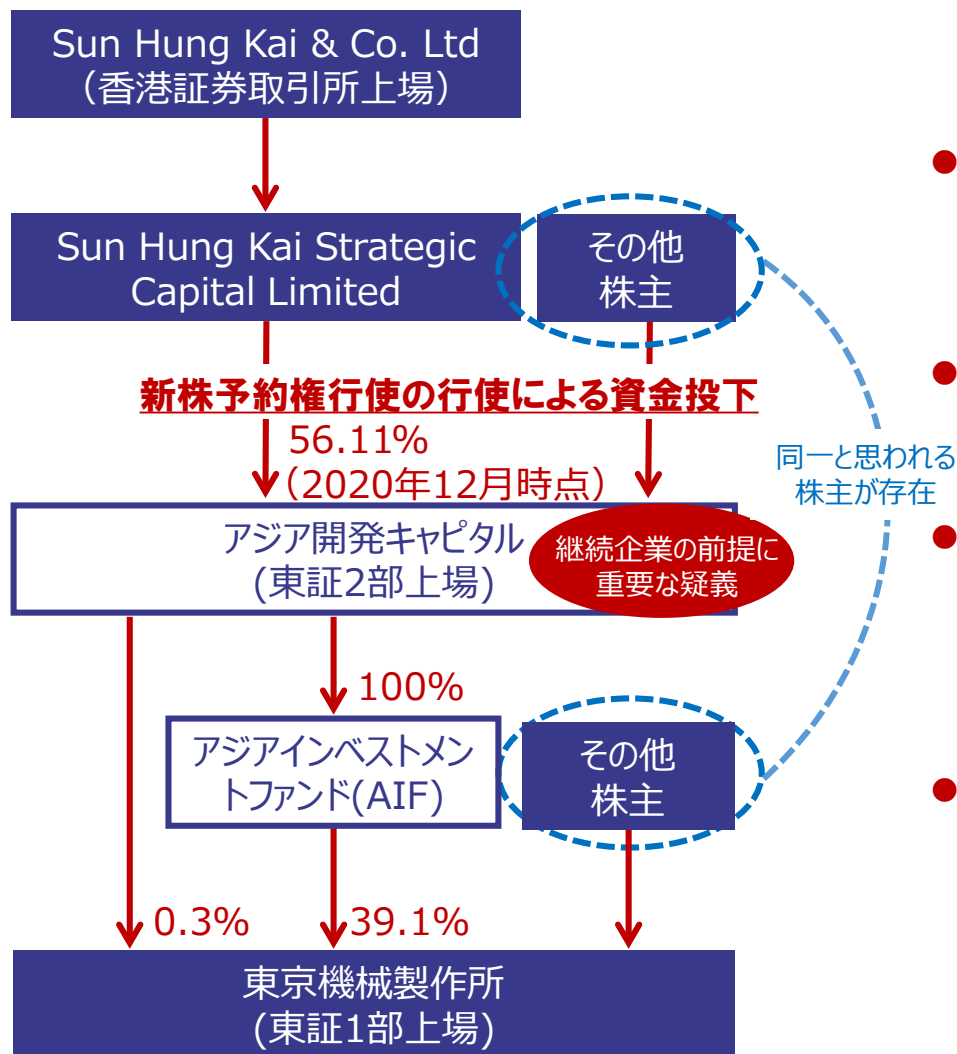 Sun Hung Kai & Co. Ltd
（香港証券取引所上場）
Sun Hung Kai Strategic
Capital Limited
その他
株主
新株予約権行使の行使による資金投下
56.11%
（2020年12月時点）
同一と思われる
株主が存在
アジア開発キャピタル
(東証2部上場)
継続企業の前提に
重要な疑義
100%
アジアインベストメン
トファンド(AIF)
その他
株主
0.3%
39.1%
東京機械製作所
(東証1部上場)